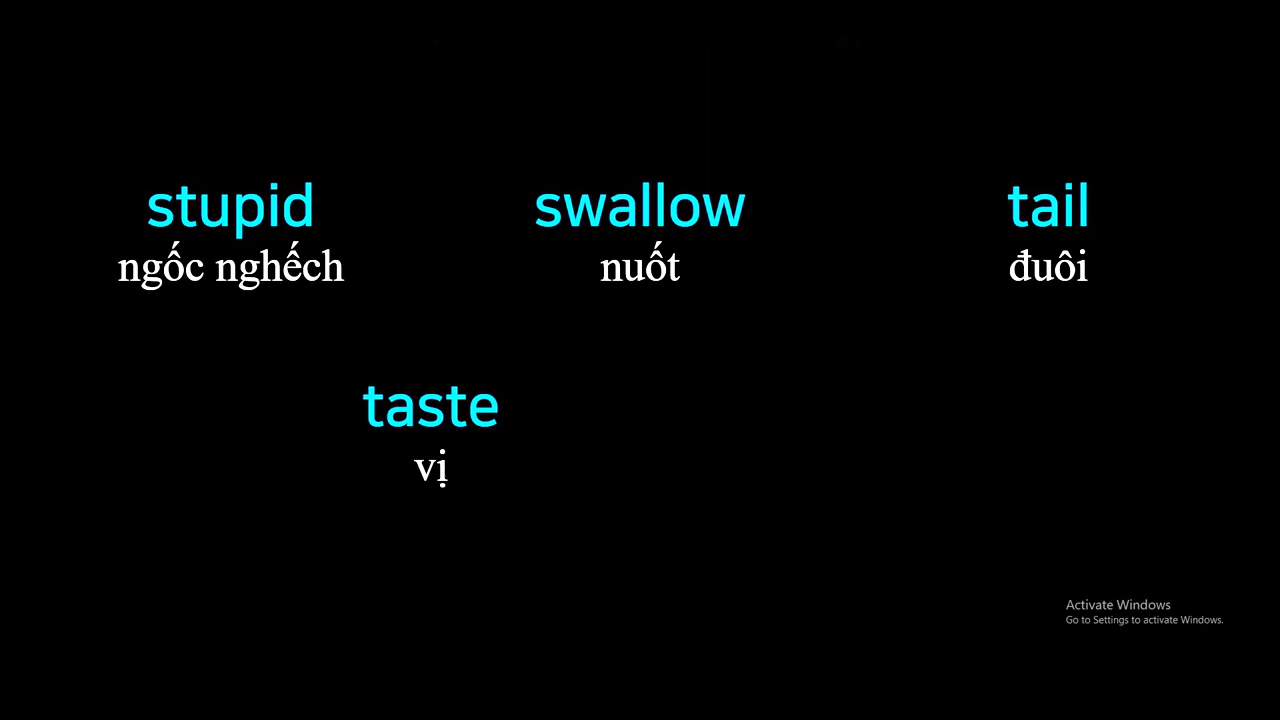 stupid
swallow
tail
ngốc nghếch
nuốt
đuôi
taste
vị
Activate Windows
Go to Settings to activate Windows.